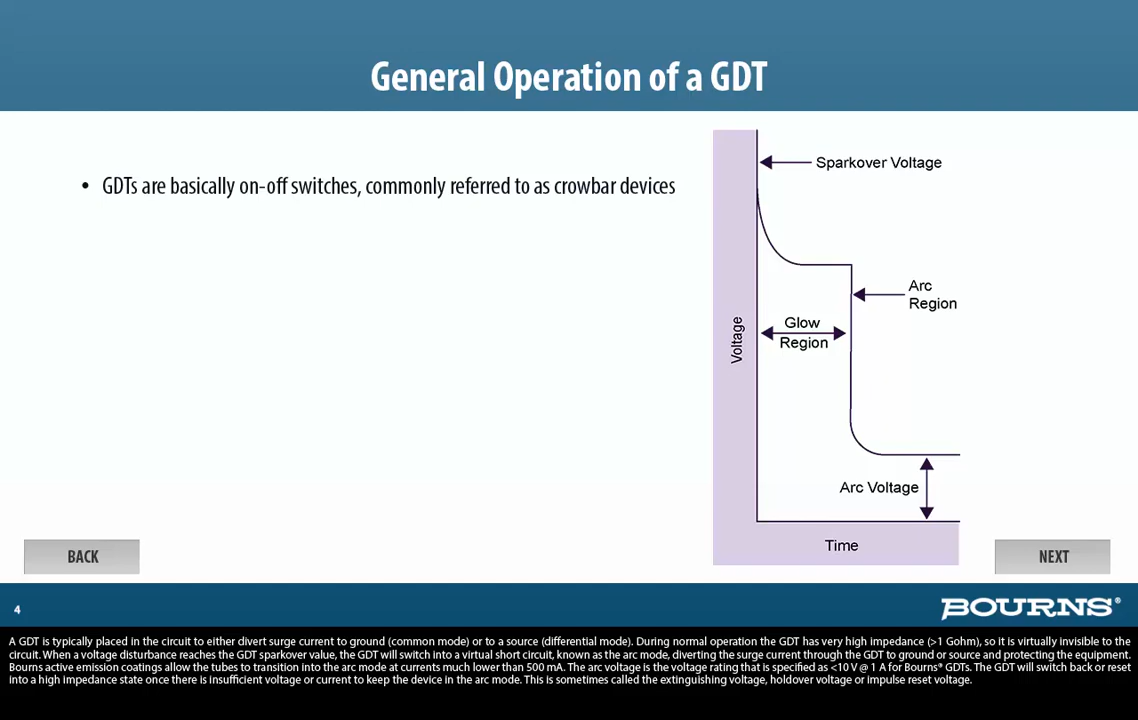 General Operation of a GDT
• GDTs are basically on-off switches, commonly referred to as crowbar devices
Sparkover Voltage
Arc
Region
Glow
Region
Voltage
Arc Voltage
Time
BACK
NEXT
4
BOURNS®
A GDT is typically placed in the circuit to either divert surge current to ground (common mode) or to a source (differential mode). During normal operation the GDT has very high impedance (>1 Gohm), so it is virtually invisible to the
circuit. When a voltage disturbance reaches the GDT sparkover value, the GDT will switch into a virtual short circuit, known as the arc mode, diverting the surge current through the GDT to ground or source and protecting the equipment.
Bourns active emission coatings allow the tubes to transition into the arc mode at currents much lower than 500 mA. The arc voltage is the voltage rating that is specified as <10 V @ 1 A for Bourns® GDTs. The GDT will switch back or reset
into a high impedance state once there is insufficient voltage or current to keep the device in the arc mode. This is sometimes called the extinguishing voltage, holdover voltage or impulse reset voltage.